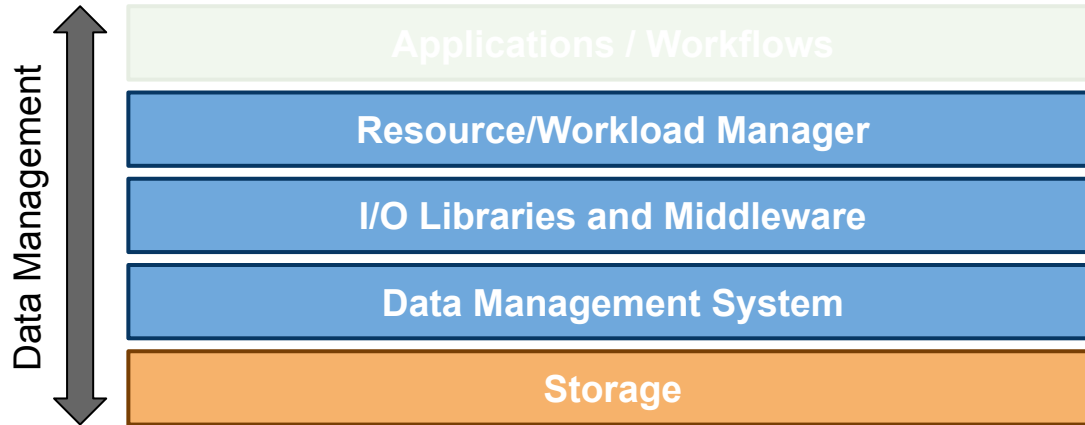 Data Management
Applications / Workflows
Resource/Workload Manager
I/O Libraries and Middleware
Data Management System
Storage